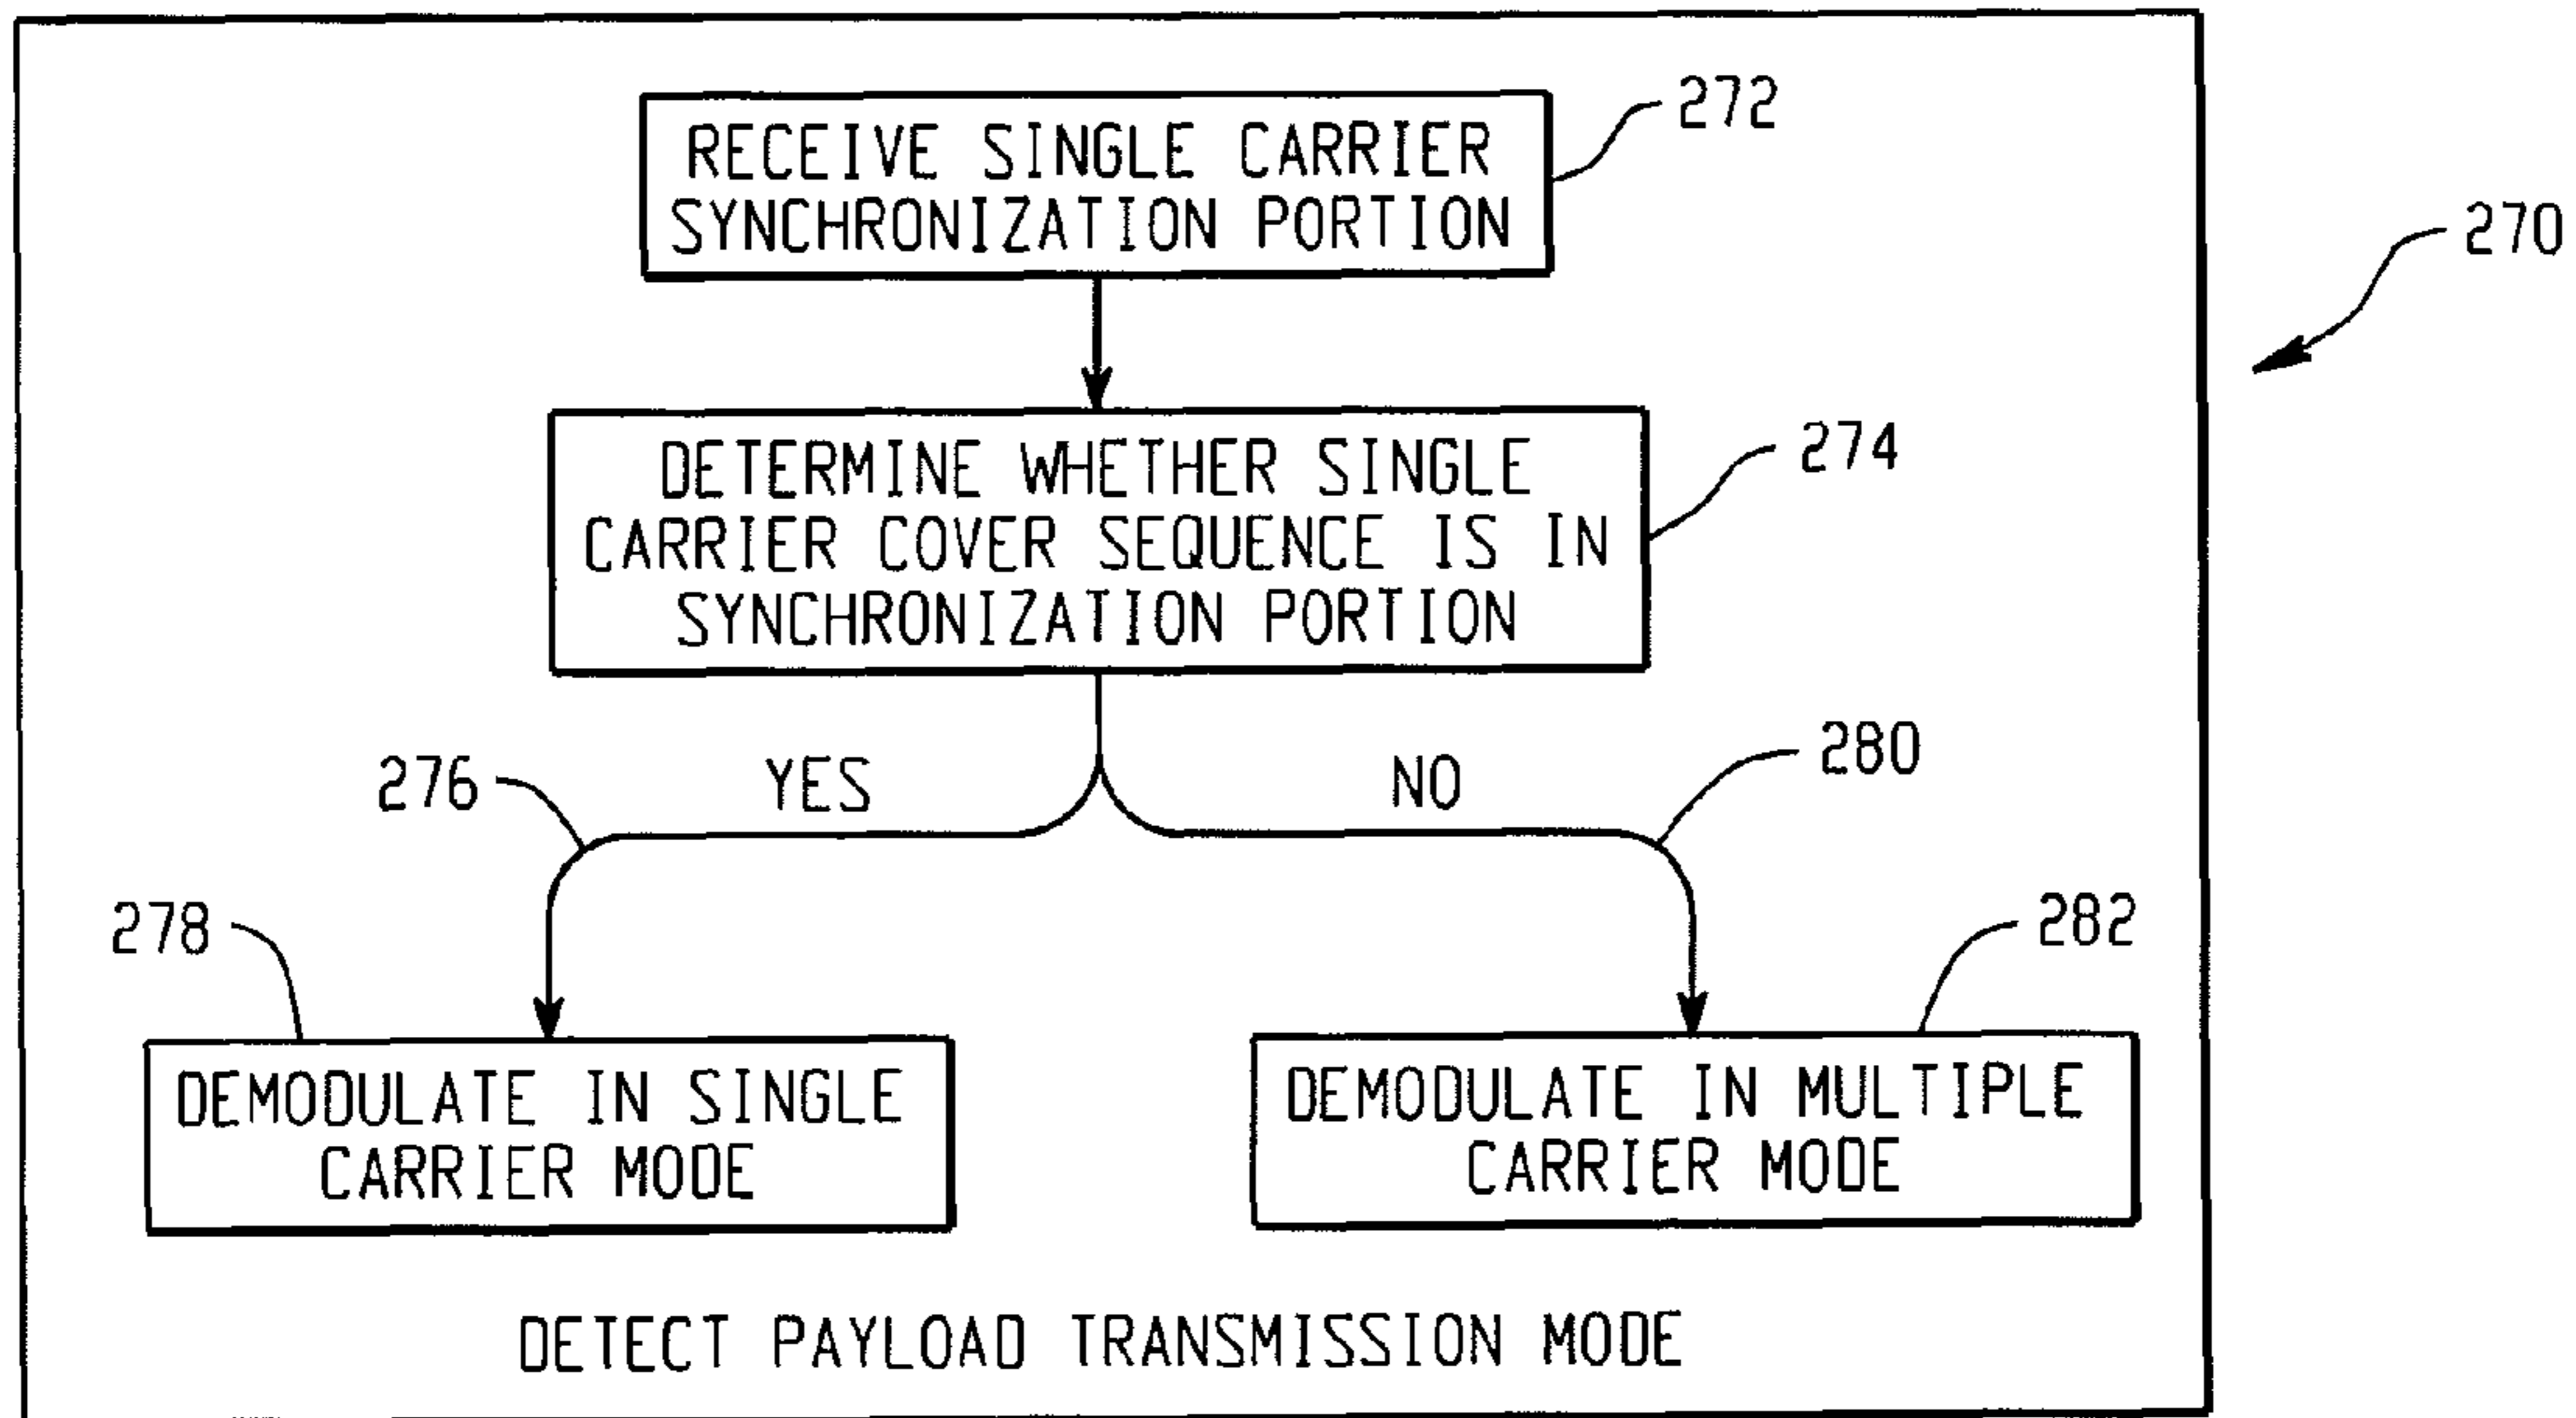 RECEIVE SINGLE CARRIER
SYNCHRONIZATION PORTION
272
270
DETERMINE WHETHER SINGLE
CARRIER COVER SEQUENCE IS IN
SYNCHRONIZATION PORTION
274
276
YES
NO
280
278
282
DEMODULATE IN SINGLE
CARRIER MODE
DEMODULATE IN MULTIPLE
CARRIER MODE
DETECT PAYLOAD TRANSMISSION MODE